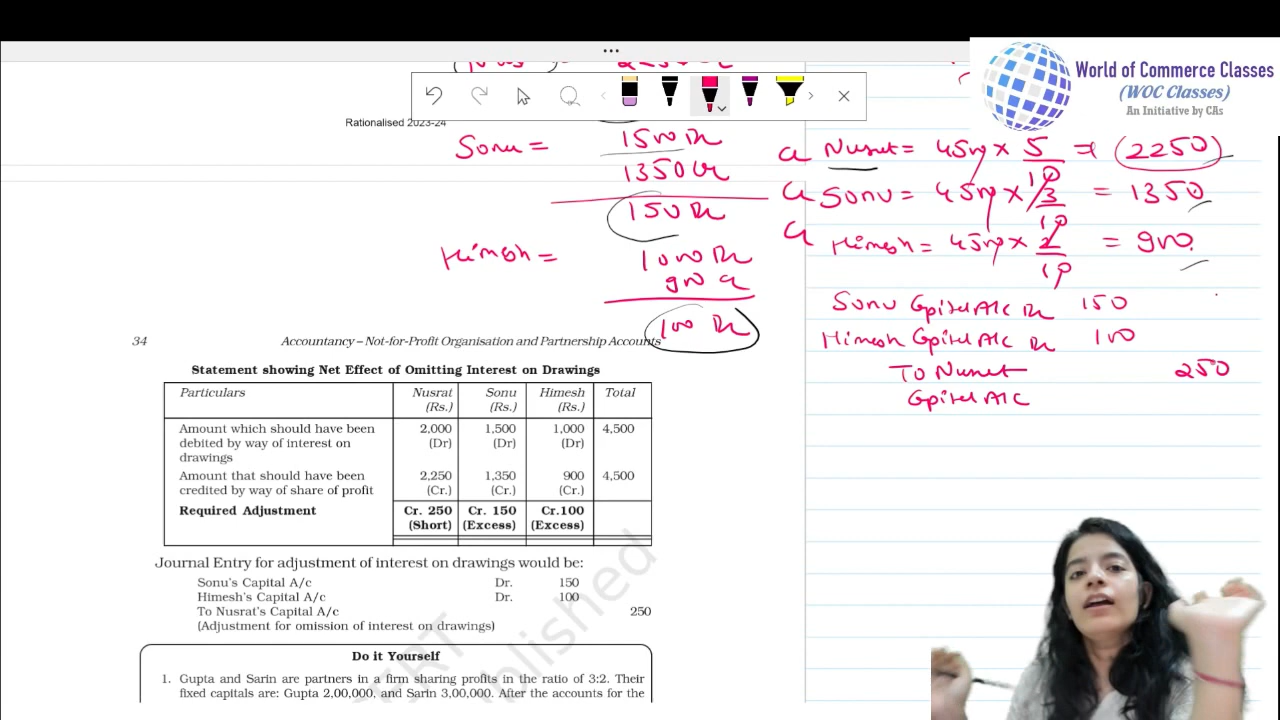 World of Commerce Classes
(WOC Classes)
An Initiative by CAs
Rationalised 2023-24
Sonu =
1500 Dr
1350 Cr
150 Dr
Himesh =
1000 Dr
900 Cr
100 Dr
Cr Nusrat = 4500 × 5/10 ⇒ (2250)
Cr Sonu = 4500 × 3/10 = 1350
Cr Himesh = 4500 × 2/10 = 900.
Sonu Capital A/c Dr 150
Himesh Capital A/c Dr 100
To Nusrat 250
Capital A/c
34 Accountancy – Not-for-Profit Organisation and Partnership Accounts
Statement showing Net Effect of Omitting Interest on Drawings
Particulars Nusrat Sonu Himesh Total
(Rs.) (Rs.) (Rs.)
Amount which should have been 2,000 1,500 1,000 4,500
debited by way of interest on (Dr) (Dr) (Dr)
drawings
Amount that should have been 2,250 1,350 900 4,500
credited by way of share of profit (Cr.) (Cr.) (Cr.)
Required Adjustment Cr. 250 Cr. 150 Cr.100
(Short) (Excess) (Excess)
Journal Entry for adjustment of interest on drawings would be:
Sonu's Capital A/c Dr. 150
Himesh's Capital A/c Dr. 100
To Nusrat's Capital A/c 250
(Adjustment for omission of interest on drawings)
Do it Yourself
1. Gupta and Sarin are partners in a firm sharing profits in the ratio of 3:2. Their
fixed capitals are: Gupta 2,00,000, and Sarin 3,00,000. After the accounts for the